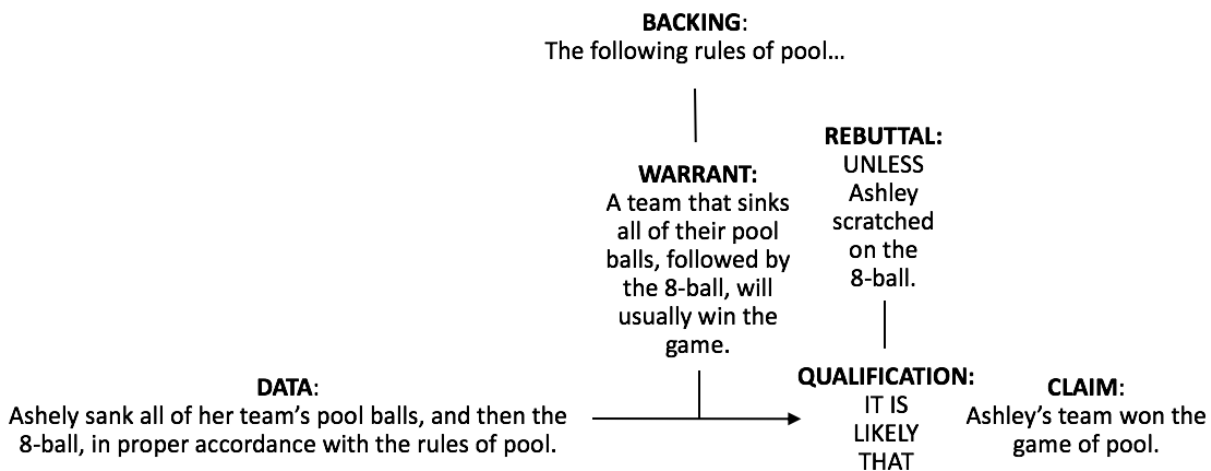 BACKING:
The following rules of pool...
REBUTTAL:
UNLESS
Ashley
scratched
on the
8-ball.
WARRANT:
A team that sinks
all of their pool
balls, followed by
the 8-ball, will
usually win the
game.
DATA:
Ashely sank all of her team’s pool balls, and then the
8-ball, in proper accordance with the rules of pool.
QUALIFICATION:
IT IS
LIKELY
THAT
CLAIM:
Ashley’s team won the
game of pool.